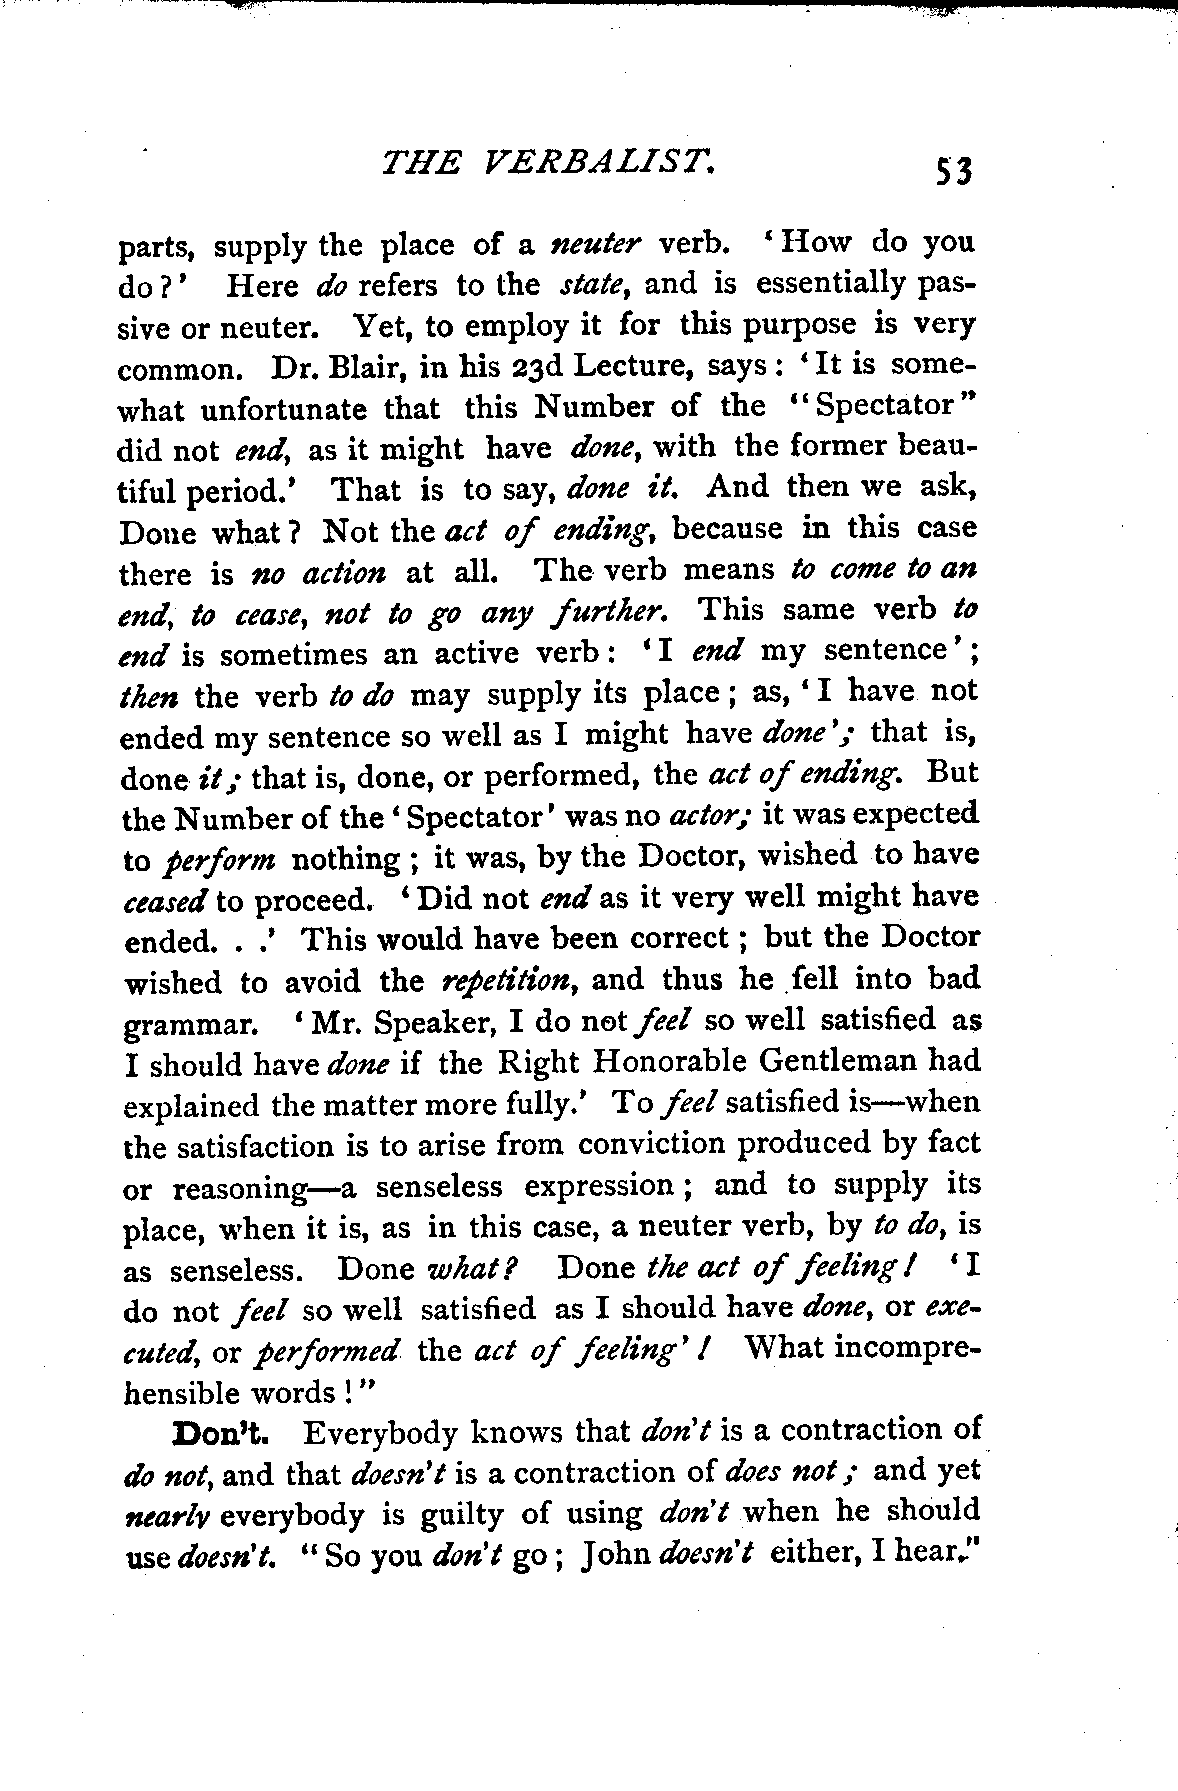 THE VERBALIST. 53
parts, supply the place of a neuter verb. ‘How do you
do?’ Here do refers to the state, and is essentially pas-
sive or neuter. Yet, to employ it for this purpose is very
common. Dr. Blair, in his 23d Lecture, says: ‘It is some-
what unfortunate that this Number of the “Spectator”
did not end, as it might have done, with the former beau-
tiful period.’ That is to say, done it. And then we ask,
Done what? Not the act of ending, because in this case
there is no action at all. The verb means to come to an
end, to cease, not to go any further. This same verb to
end is sometimes an active verb: ‘I end my sentence’;
then the verb to do may supply its place; as, ‘I have not
ended my sentence so well as I might have done’; that is,
done it; that is, done, or performed, the act of ending. But
the Number of the ‘Spectator’ was no actor; it was expected
to perform nothing; it was, by the Doctor, wished to have
ceased to proceed. ‘Did not end as it very well might have
ended. . .’ This would have been correct; but the Doctor
wished to avoid the repetition, and thus he fell into bad
grammar. ‘Mr. Speaker, I do not feel so well satisfied as
I should have done if the Right Honorable Gentleman had
explained the matter more fully.’ To feel satisfied is—when
the satisfaction is to arise from conviction produced by fact
or reasoning—a senseless expression; and to supply its
place, when it is, as in this case, a neuter verb, by to do, is
as senseless. Done what? Done the act of feeling! ‘I
do not feel so well satisfied as I should have done, or exe-
cuted, or performed the act of feeling’! What incompre-
hensible words!”
Don’t. Everybody knows that don’t is a contraction of
do not, and that doesn’t is a contraction of does not; and yet
nearly everybody is guilty of using don’t when he should
use doesn’t. “So you don’t go; John doesn’t either, I hear.”